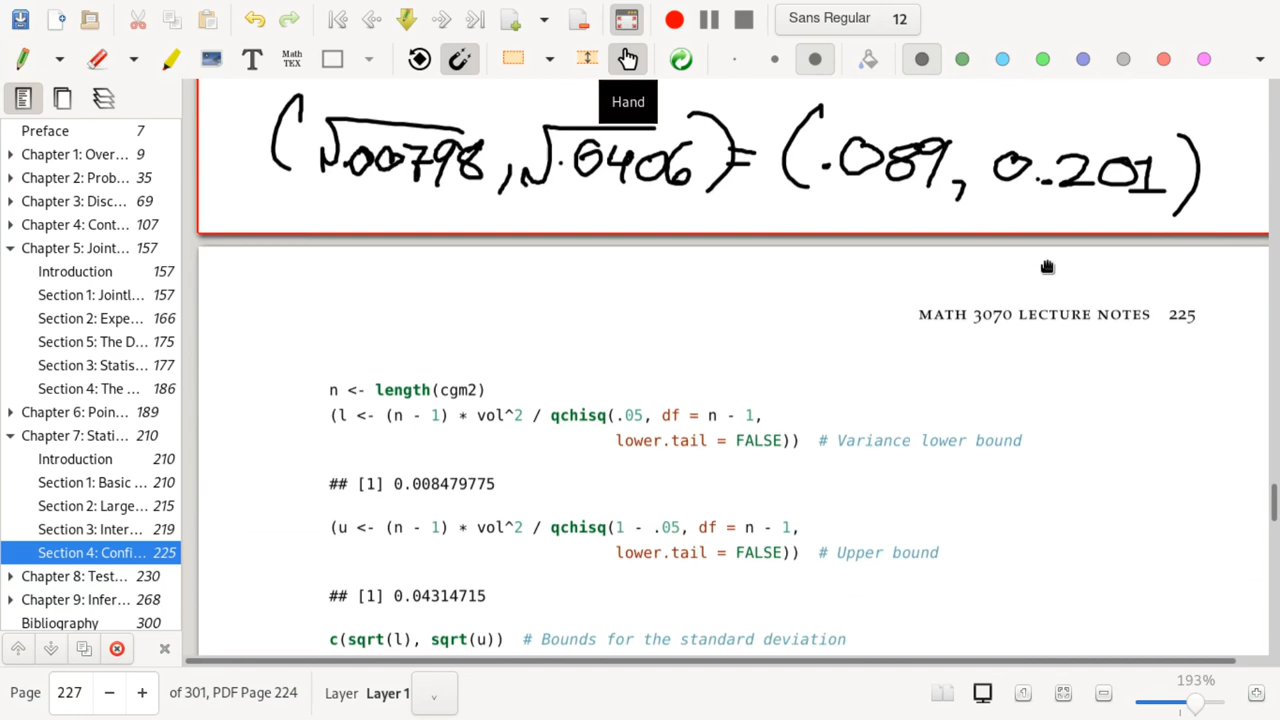 Sans Regular 12
T Math TEX
Hand
Preface 7
Chapter 1: Over... 9
Chapter 2: Prob... 35
Chapter 3: Disc... 69
Chapter 4: Cont... 107
Chapter 5: Joint... 157
Introduction 157
Section 1: Jointl... 157
Section 2: Expe... 166
Section 5: The D... 175
Section 3: Statis... 177
Section 4: The ... 186
Chapter 6: Poin... 189
Chapter 7: Stati... 210
Introduction 210
Section 1: Basic ... 210
Section 2: Large... 215
Section 3: Inter... 219
Section 4: Confi... 225
Chapter 8: Test... 230
Chapter 9: Infer... 268
Bibliography 300
(√.00798, √.0406) = (.089, 0.201)
MATH 3070 LECTURE NOTES 225
n <- length(cgm2)
(l <- (n - 1) * vol^2 / qchisq(.05, df = n - 1,
lower.tail = FALSE)) # Variance lower bound
## [1] 0.008479775
(u <- (n - 1) * vol^2 / qchisq(1 - .05, df = n - 1,
lower.tail = FALSE)) # Upper bound
## [1] 0.04314715
c(sqrt(l), sqrt(u)) # Bounds for the standard deviation
Page 227 − + of 301, PDF Page 224 Layer Layer 1 193%